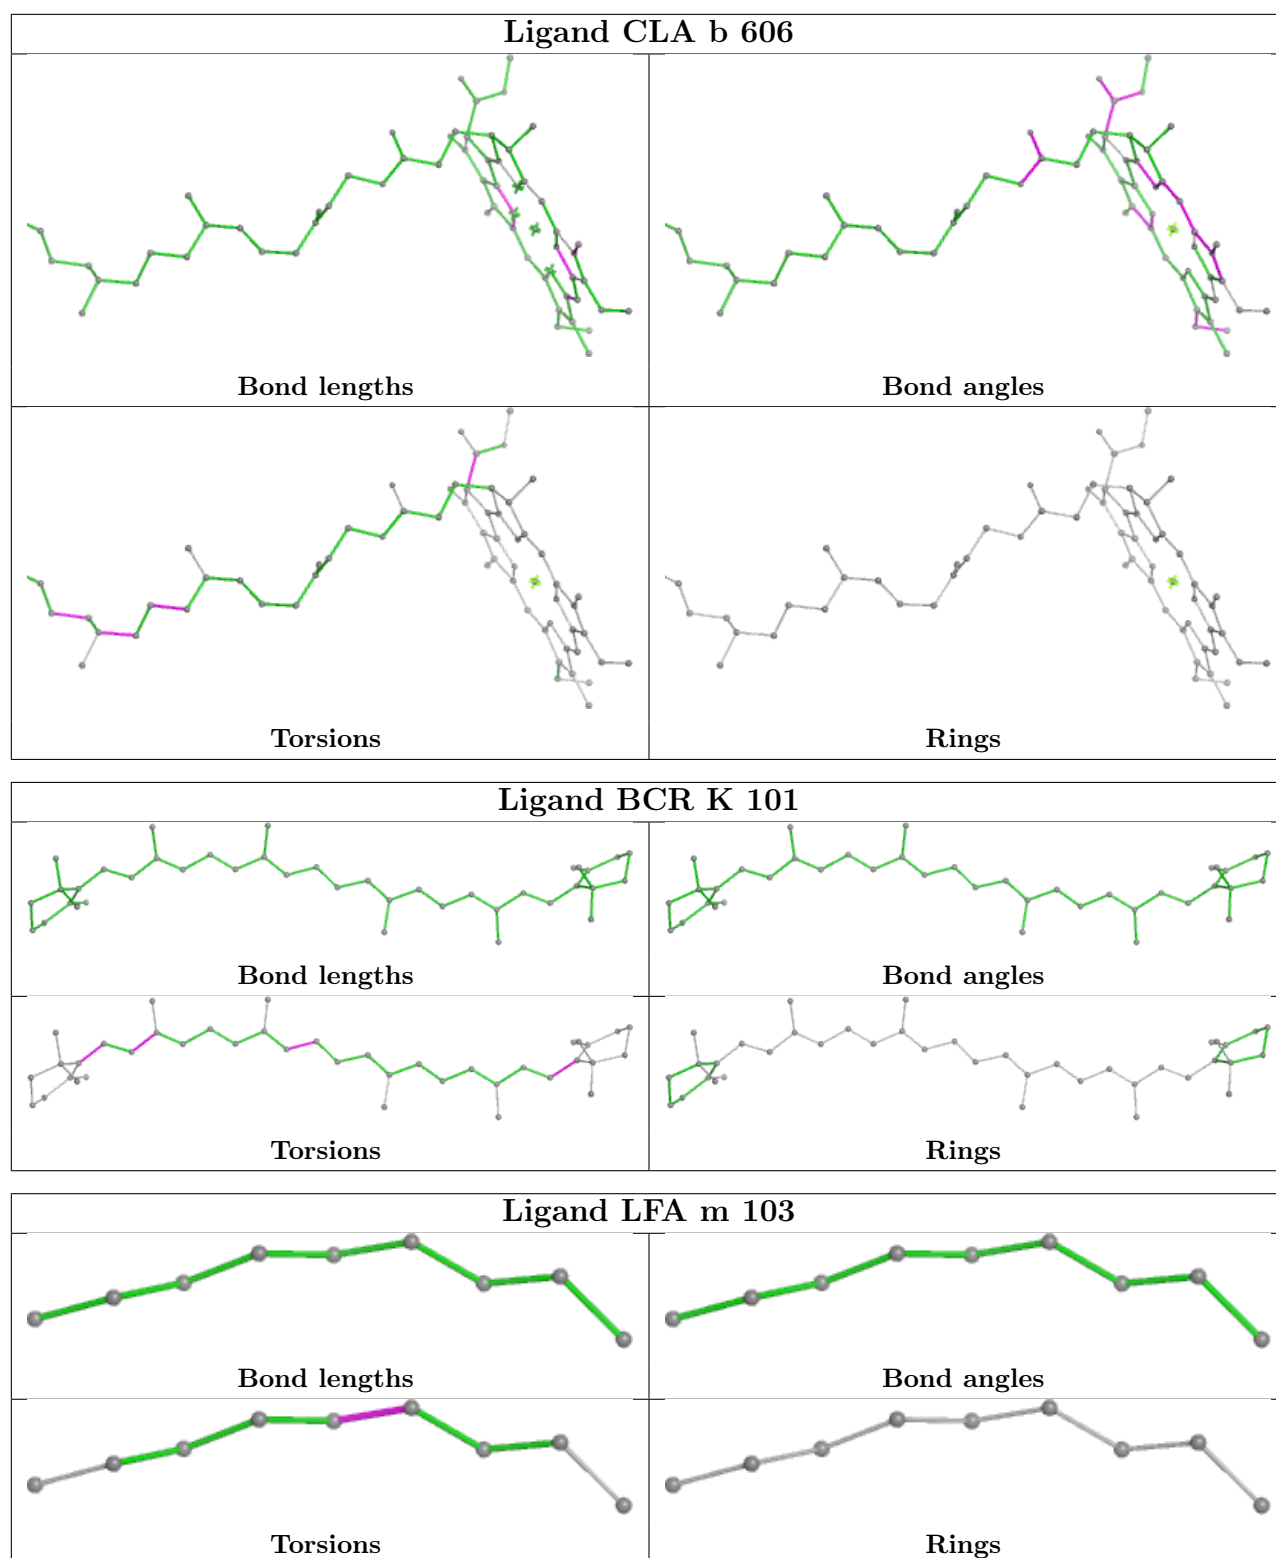 Ligand CLA b 606
Bond lengths
Bond angles
Torsions
Rings
Ligand BCR K 101
Bond lengths
Bond angles
Torsions
Rings
Ligand LFA m 103
Bond lengths
Bond angles
Torsions
Rings